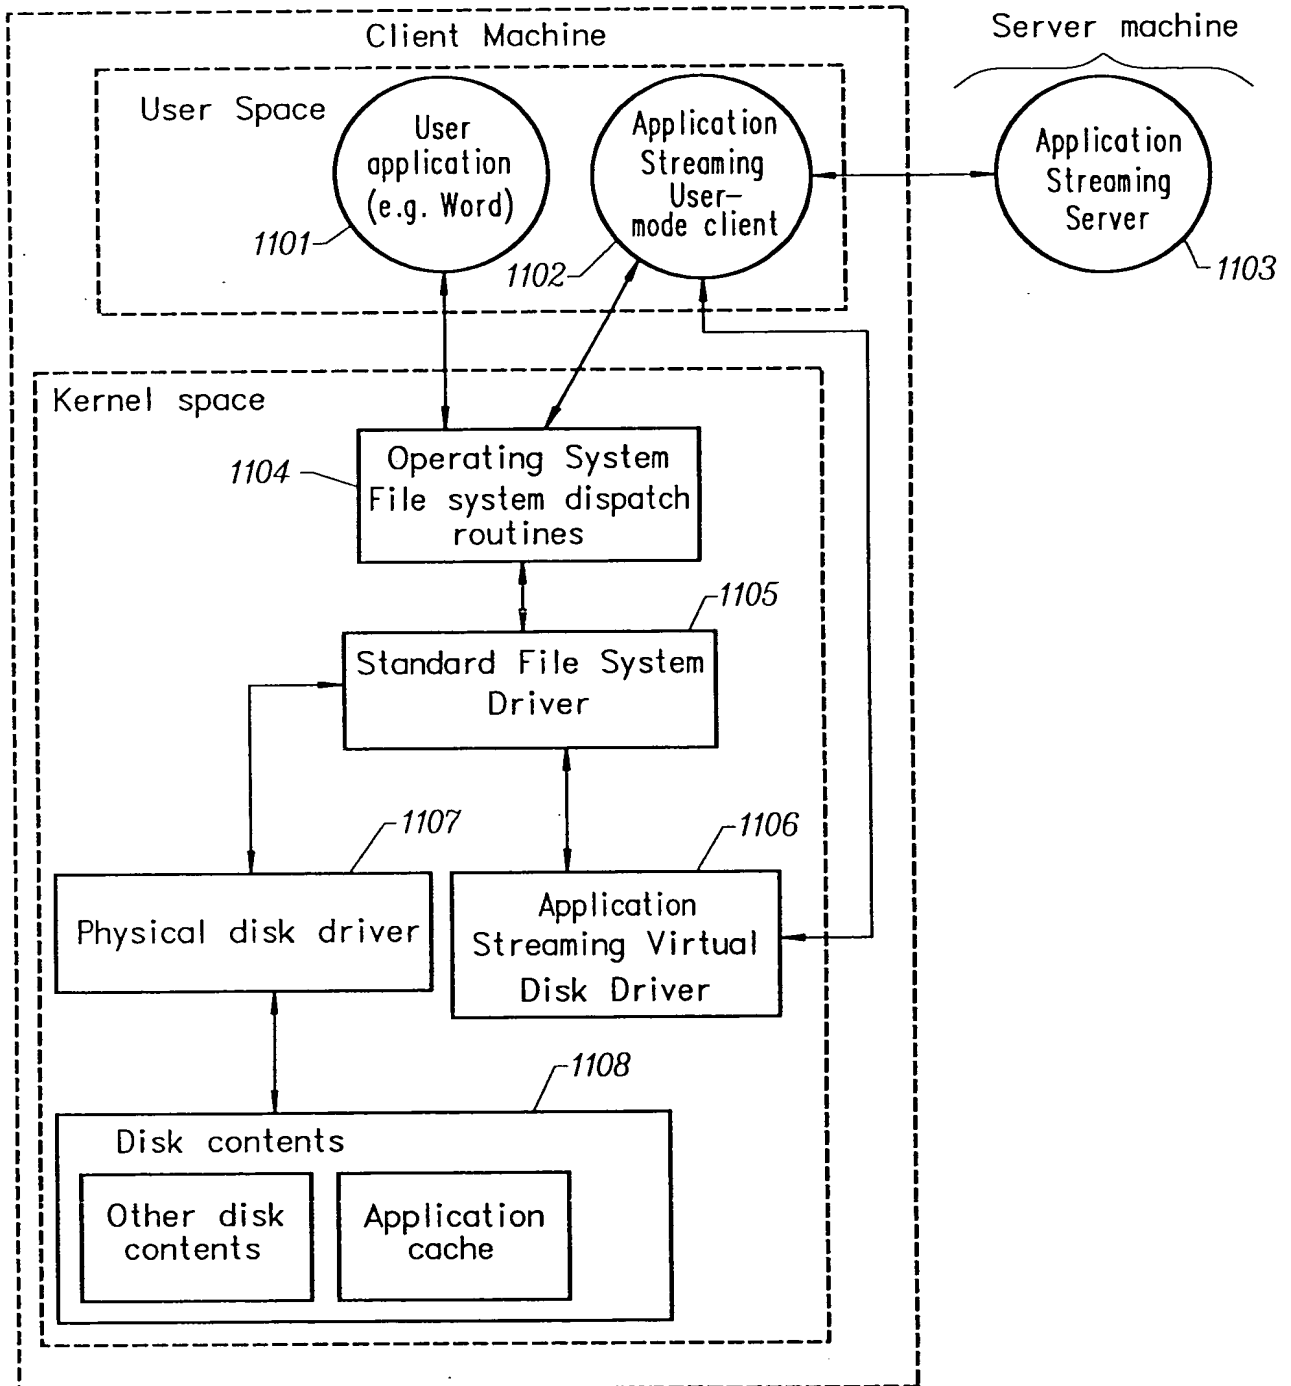 Client Machine
Server machine
User Space
User
application
(e.g. Word)
1101
Application
Streaming
User-
mode client
1102
Application
Streaming
Server
1103
Kernel space
1104
Operating System
File system dispatch
routines
1105
Standard File System
Driver
1107
Physical disk driver
1106
Application
Streaming Virtual
Disk Driver
1108
Disk contents
Other disk
contents
Application
cache